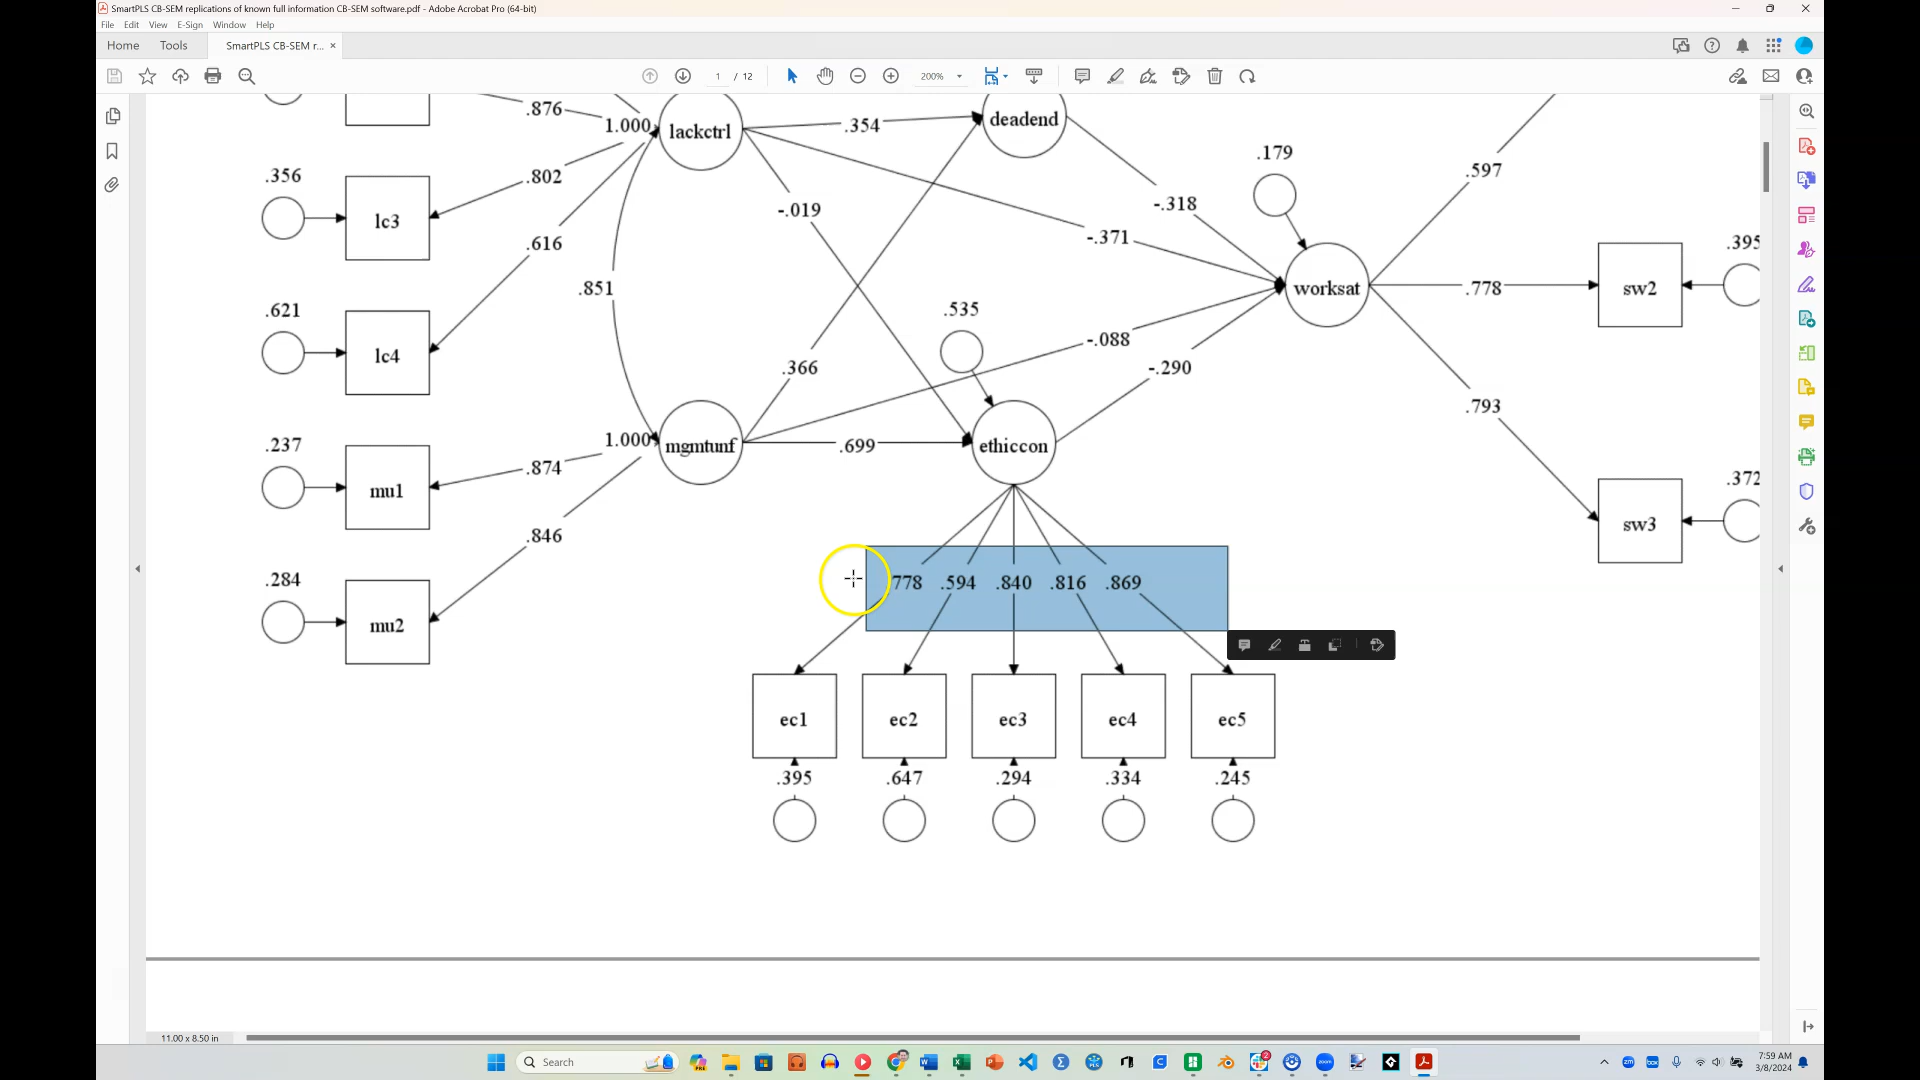 SmartPLS CB-SEM replications of known full information CB-SEM software.pdf - Adobe Acrobat Pro (64-bit)
File Edit View E-Sign Window Help
Home Tools SmartPLS CB-SEM r... ×
1 / 12 200%
.876
1.000
lackctrl
.354
deadend
.356
lc3
.802
-.019
.179
.597
-.318
-.371
.616
.851
.395
worksat
.778
sw2
.621
lc4
.535
-.088
.366
-.290
.793
.237
mu1
1.000
mgmtunf
.874
.699
ethiccon
.372
sw3
.846
.284
mu2
778 .594 .840 .816 .869
ec1 ec2 ec3 ec4 ec5
.395 .647 .294 .334 .245
11.00 x 8.50 in
Search
7:59 AM
3/8/2024